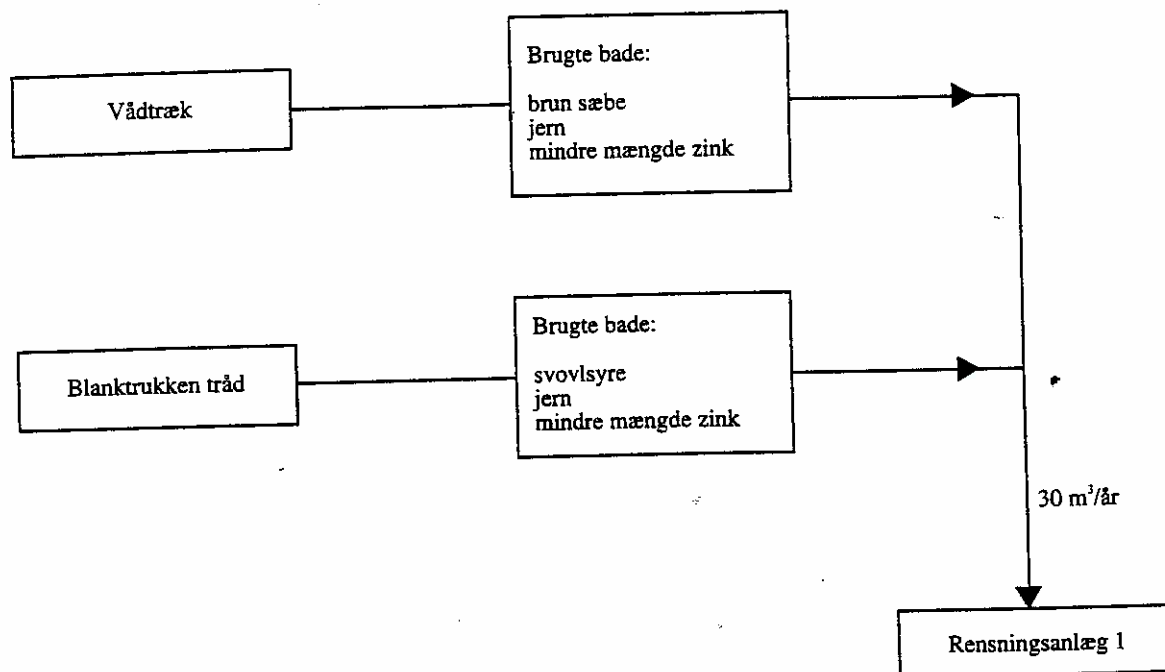 Vådtræk
Brugte bade:
brun sæbe
jern
mindre mængde zink
Blanktrukken tråd
Brugte bade:
svovlsyre
jern
mindre mængde zink
30 m³/år
Rensningsanlæg 1